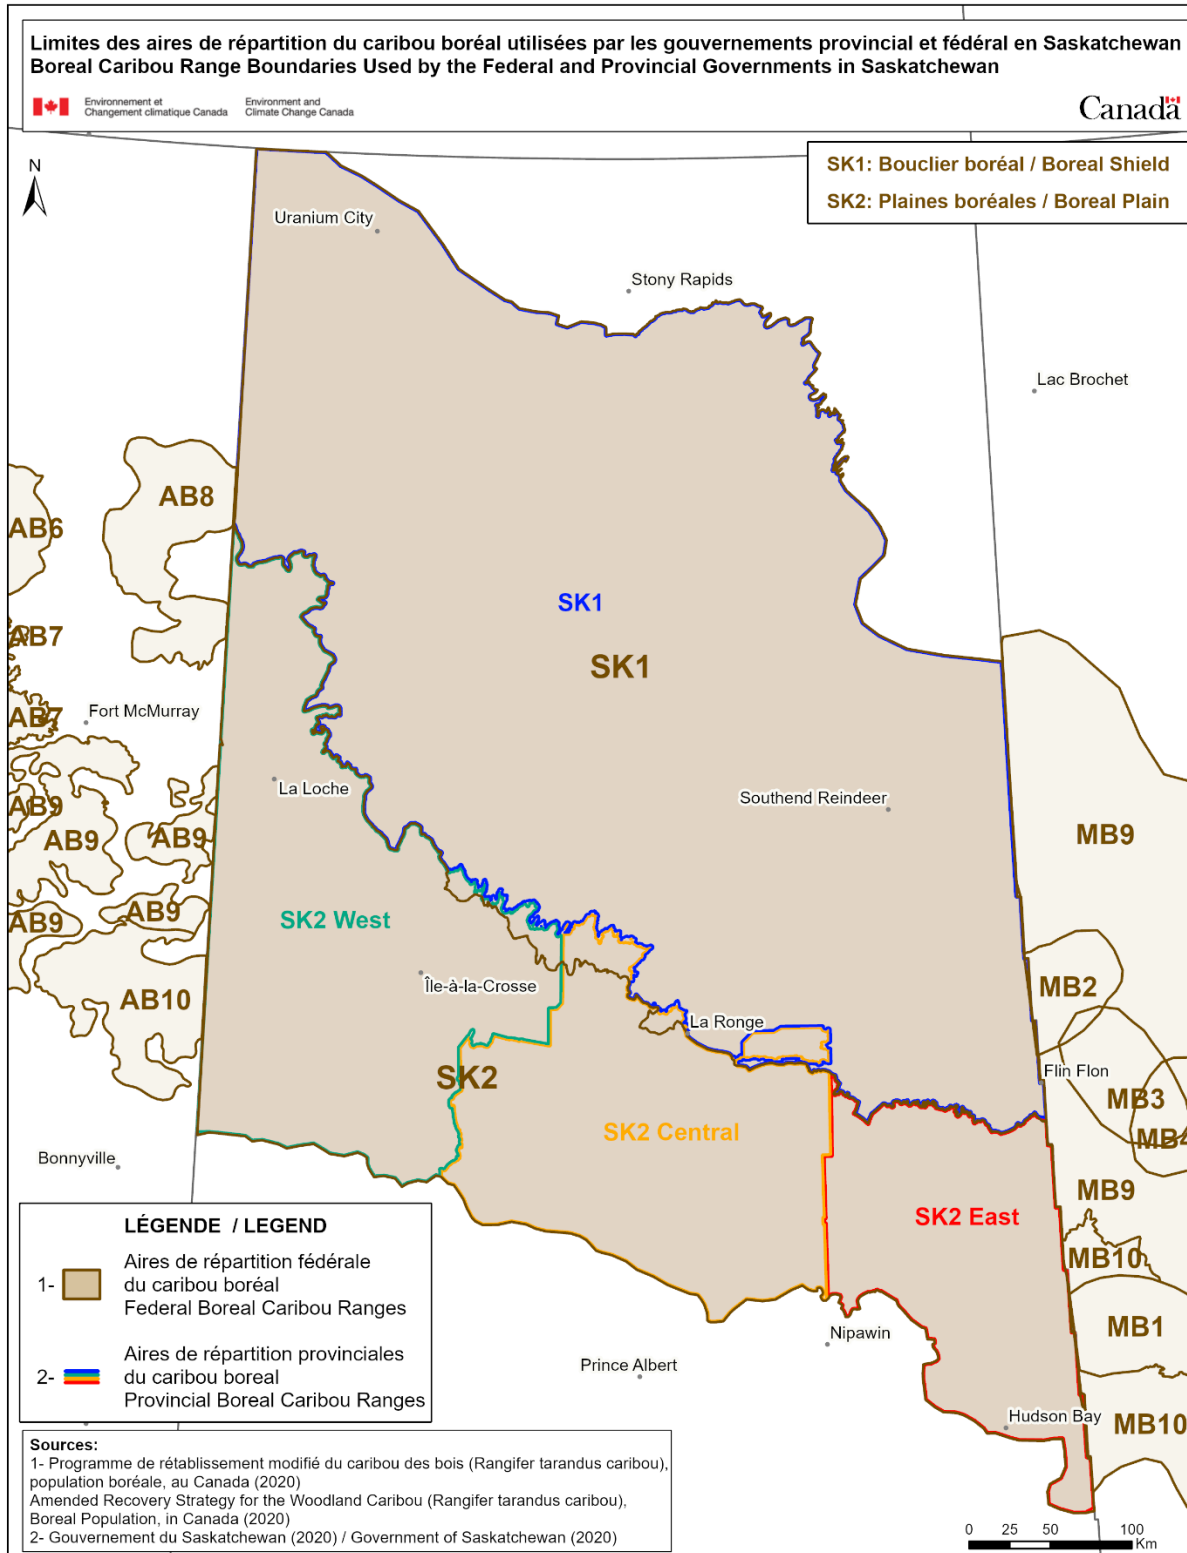 Limites des aires de répartition du caribou boréal utilisées par les gouvernements provincial et fédéral en Saskatchewan
Boreal Caribou Range Boundaries Used by the Federal and Provincial Governments in Saskatchewan
Environnement et
Changement climatique Canada
Environment and
Climate Change Canada
Canada
SK1: Bouclier boréal / Boreal Shield
SK2: Plaines boréales / Boreal Plain
N
Uranium City
Stony Rapids
Lac Brochet
AB8
AB6
SK1
AB7
SK1
AB7
Fort McMurray
La Loche
Southend Reindeer
AB9
AB9
AB9
MB9
AB9
AB9
SK2 West
Île-à-la-Crosse
MB2
AB10
La Ronge
Flin Flon
SK2
MB3
SK2 Central
MB4
Bonnyville
MB9
SK2 East
MB10
MB1
Nipawin
Prince Albert
Hudson Bay
MB10
LÉGENDE / LEGEND
1-
Aires de répartition fédérale
du caribou boréal
Federal Boreal Caribou Ranges
2-
Aires de répartition provinciales
du caribou boreal
Provincial Boreal Caribou Ranges
Sources:
1- Programme de rétablissement modifié du caribou des bois (Rangifer tarandus caribou),
population boréale, au Canada (2020)
Amended Recovery Strategy for the Woodland Caribou (Rangifer tarandus caribou),
Boreal Population, in Canada (2020)
2- Gouvernement du Saskatchewan (2020) / Government of Saskatchewan (2020)
0 25 50 100
Km